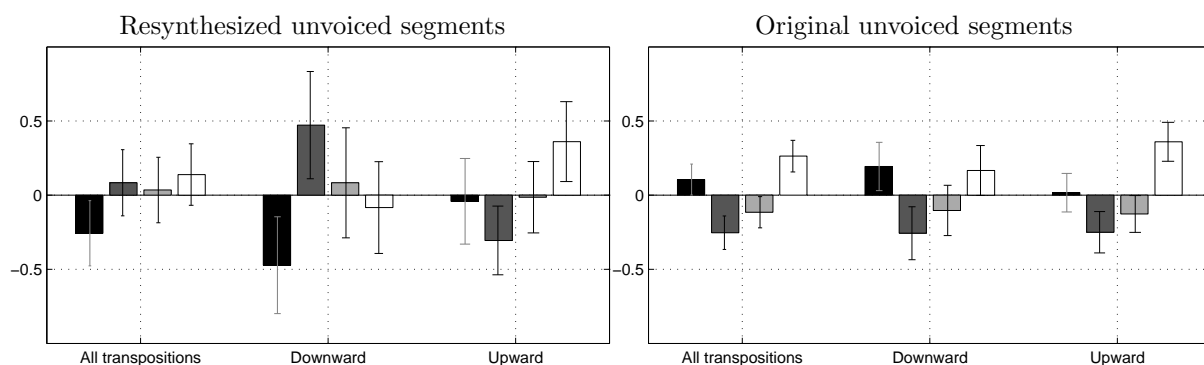 Resynthesized unvoiced segments
Original unvoiced segments
0.5
0
−0.5
All transpositions
Downward
Upward
0.5
0
−0.5
All transpositions
Downward
Upward